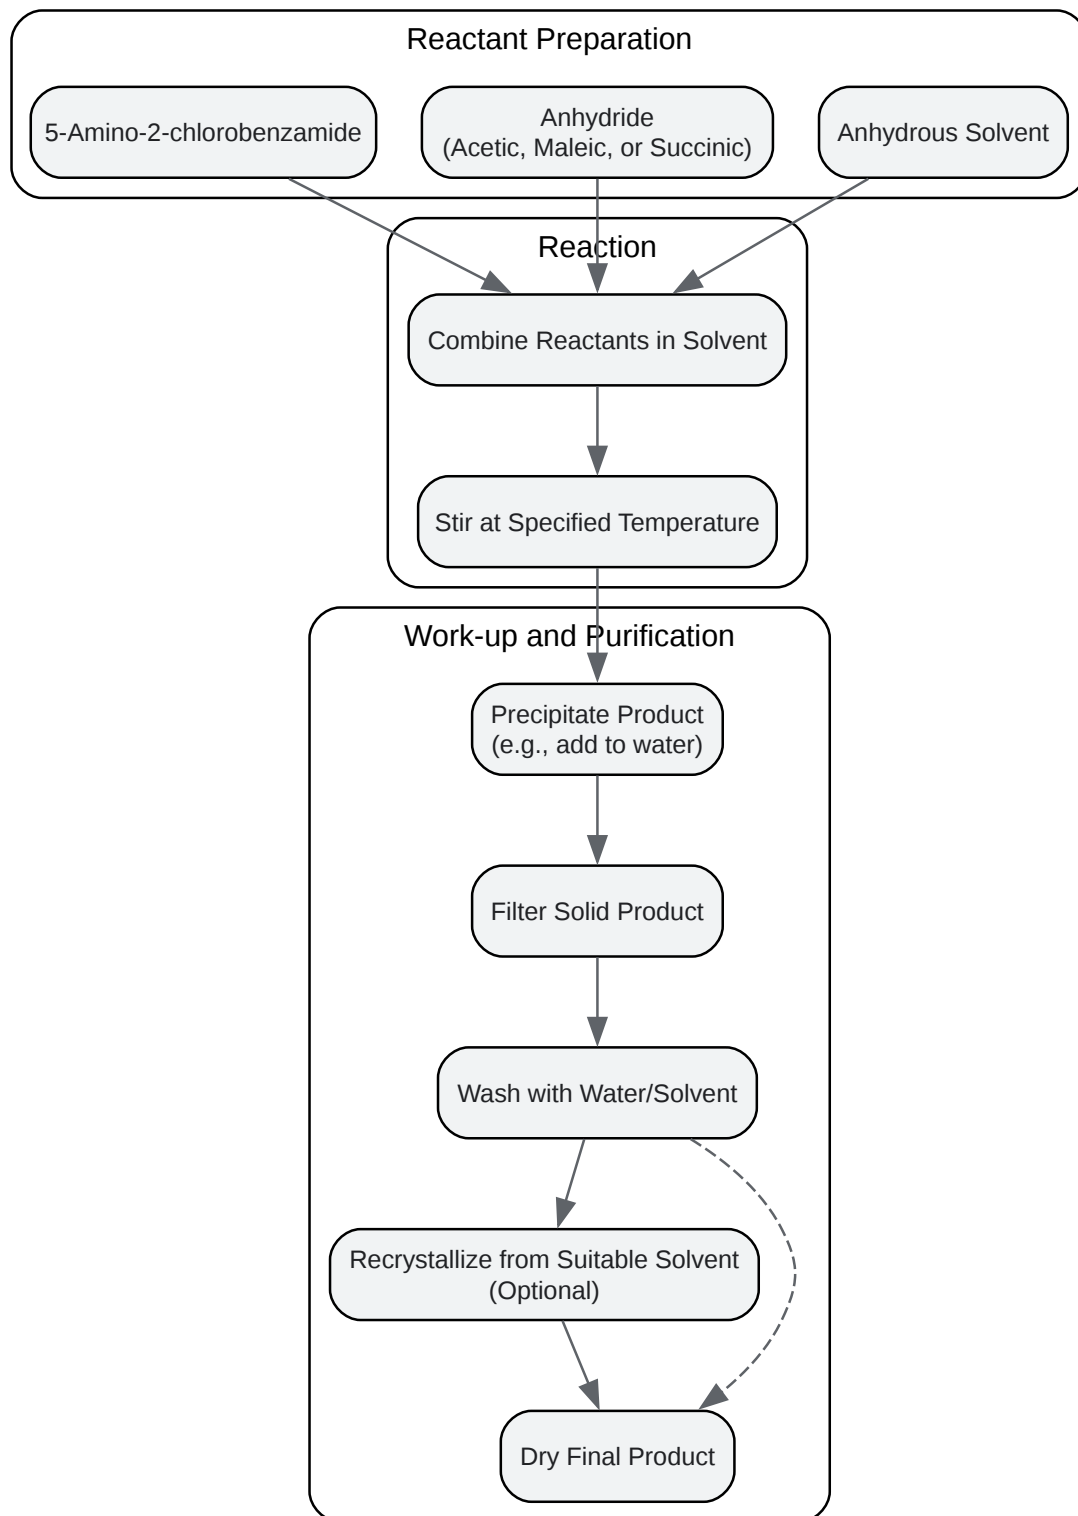 Reactant Preparation
5-Amino-2-chlorobenzamide
Anhydride
(Acetic, Maleic, or Succinic)
Anhydrous Solvent
Reaction
Combine Reactants in Solvent
Stir at Specified Temperature
Work-up and Purification
Precipitate Product
(e.g., add to water)
Filter Solid Product
Wash with Water/Solvent
Recrystallize from Suitable Solvent
(Optional)
Dry Final Product